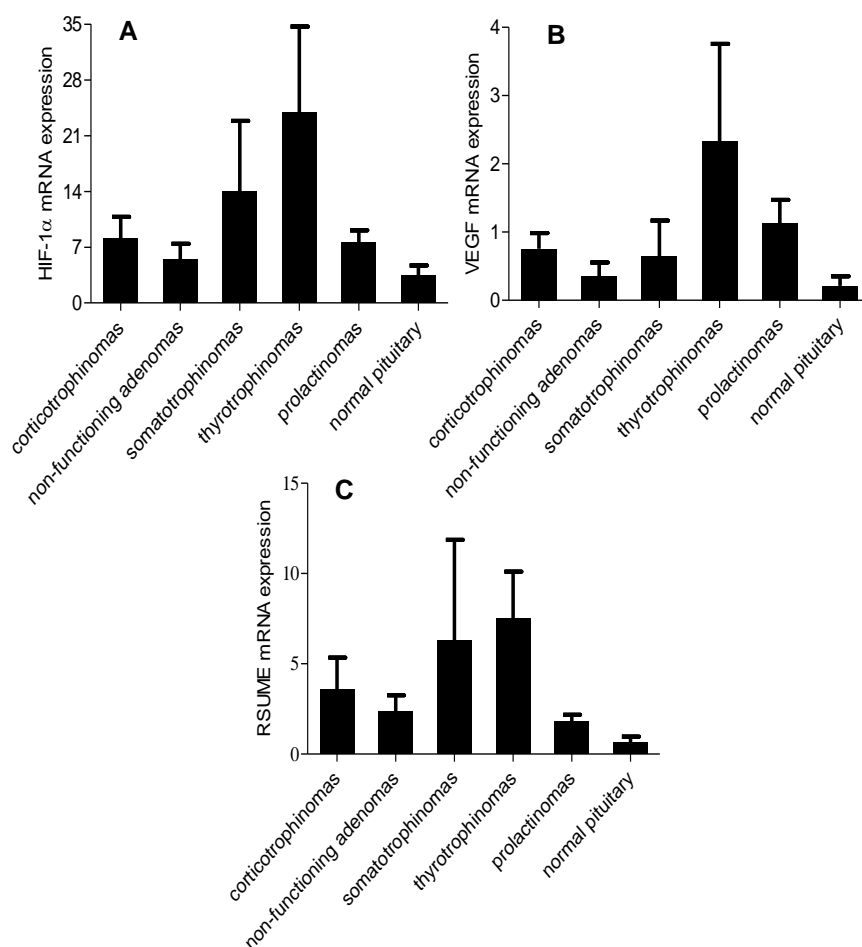 A
HIF-1α mRNA expression
35
28
21
14
7
0
corticotrophinomas
non-functioning adenomas
somatotrophinomas
thyrotrophinomas
prolactinomas
normal pituitary
B
VEGF mRNA expression
4
3
2
1
0
corticotrophinomas
non-functioning adenomas
somatotrophinomas
thyrotrophinomas
prolactinomas
normal pituitary
C
RSUME mRNA expression
15
10
5
0
corticotrophinomas
non-functioning adenomas
somatotrophinomas
thyrotrophinomas
prolactinomas
normal pituitary